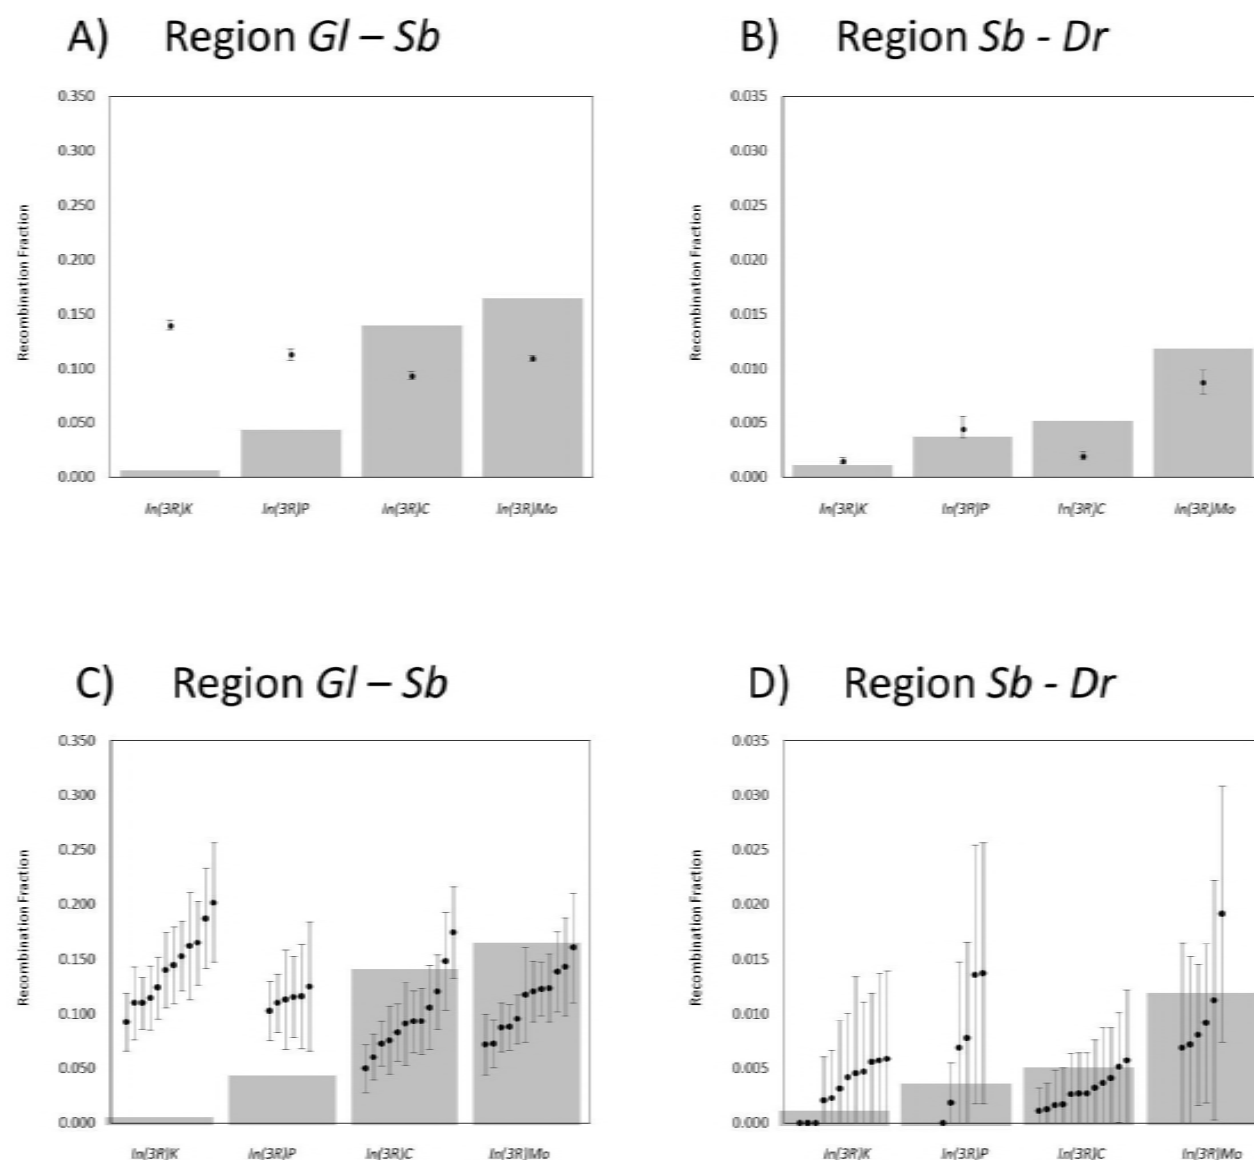 A) Region Gl – Sb
0.350
0.300
0.250
0.200
0.150
0.100
0.050
0.000
Recombination Fraction
In(3R)K In(3R)P In(3R)C In(3R)Mo
B) Region Sb - Dr
0.035
0.030
0.025
0.020
0.015
0.010
0.005
0.000
Recombination Fraction
In(3R)K In(3R)P In(3R)C In(3R)Mo
C) Region Gl – Sb
0.350
0.300
0.250
0.200
0.150
0.100
0.050
0.000
Recombination Fraction
In(3R)K In(3R)P In(3R)C In(3R)Mo
D) Region Sb - Dr
0.035
0.030
0.025
0.020
0.015
0.010
0.005
0.000
Recombination Fraction
In(3R)K In(3R)P In(3R)C In(3R)Mo